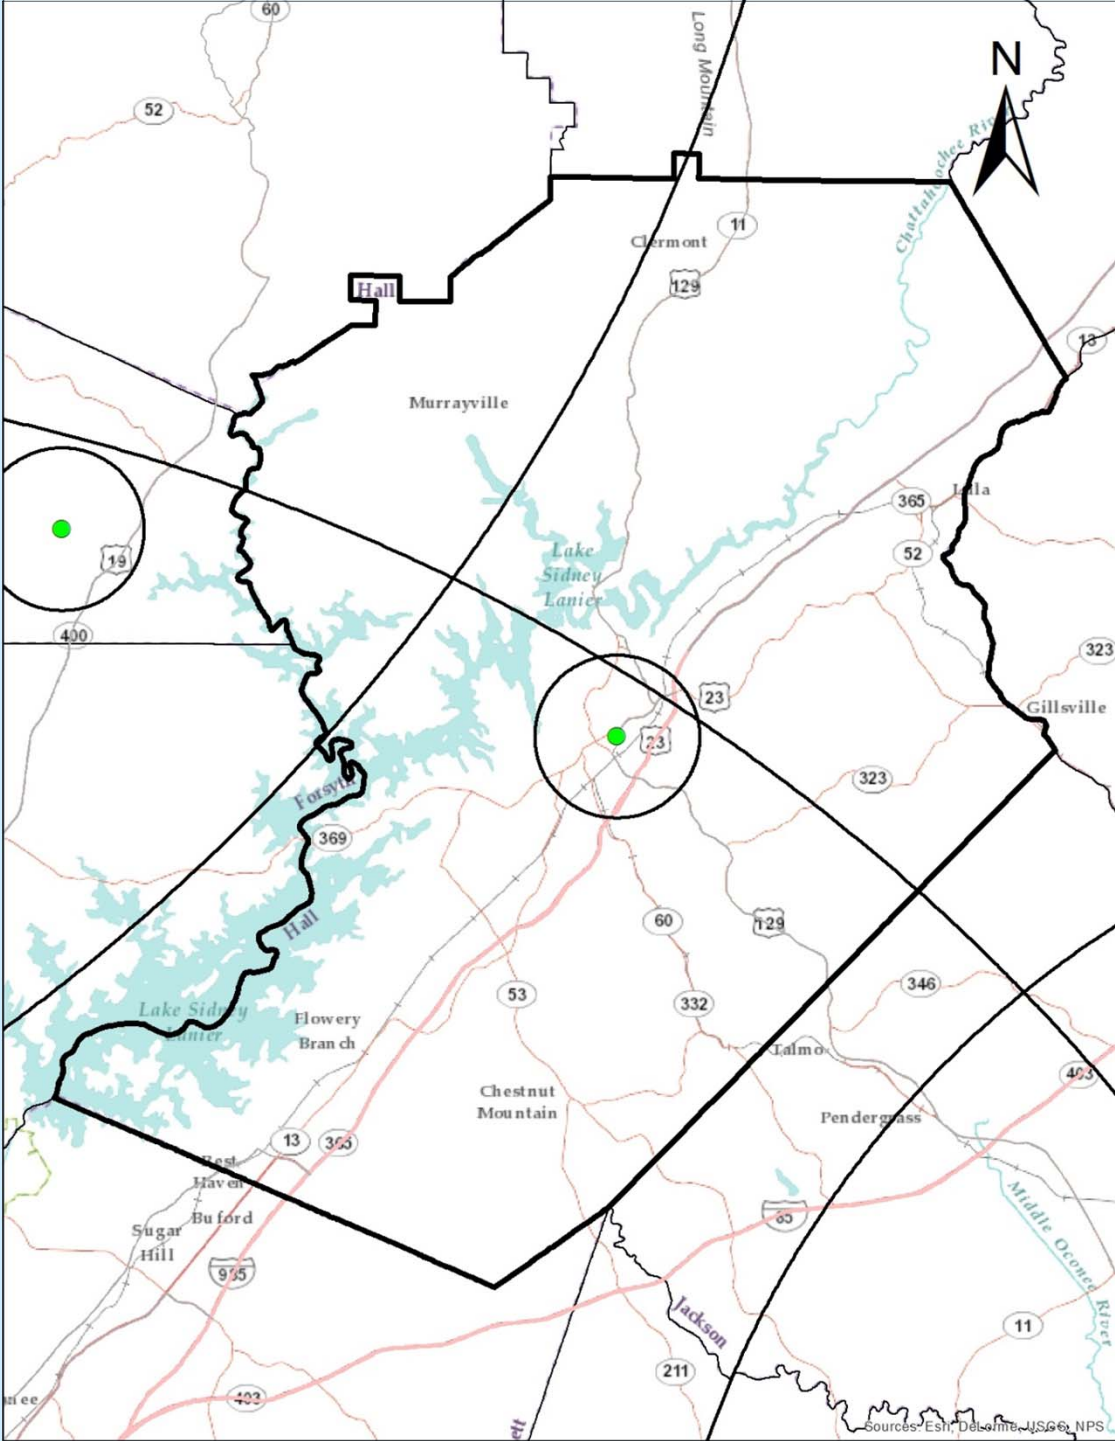 60
Long Mountain
N
52
Chattahoochee River
11
Clermont
129
Hall
13
Murrayville
365
Lula
Lake
Sidney
Lanier
52
19
400
323
23
Gillsville
23
323
Forsyth
369
60
129
Hall
346
53
332
Lake Sidney
Lanier
Flowery
Branch
Talmo
403
Chestnut
Mountain
Pendergrass
13
365
Rest
Haven
Buford
Sugar
Hill
85
Middle Oconee River
985
Jackson
11
211
403
nee
ett
Sources: Esri, DeLorme, USGS, NPS